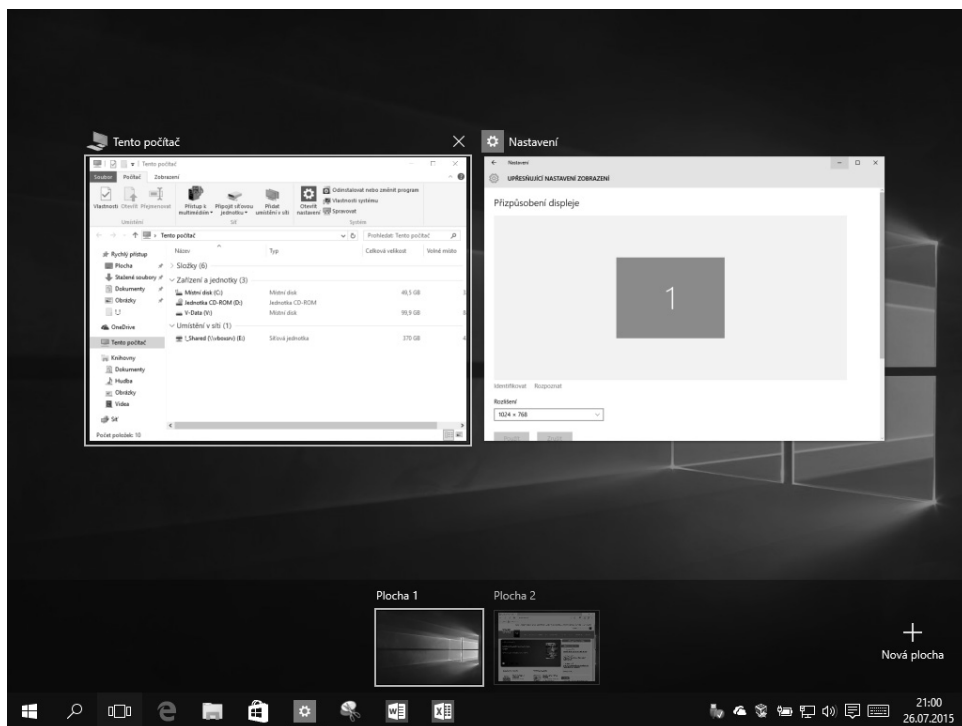 Tento počítač
Nastavení
Tento počítač
Soubor Počítač Zobrazení
Vlastnosti Otevřít Přejmenovat
Přístup k multimédiím
Připojit síťovou jednotku
Přidat umístění v síti
Otevřít nastavení
Odinstalovat nebo změnit program
Vlastnosti systému
Spravovat
Umístění Síť Systém
Tento počítač
Prohledat: Tento počítač
Název Typ Celková velikost Volné místo
Rychlý přístup
Plocha
Stažené soubory
Dokumenty
Obrázky
OneDrive
Tento počítač
Knihovny
Dokumenty
Hudba
Obrázky
Videa
Síť
Složky (6)
Zařízení a jednotky (3)
Místní disk (C:) Místní disk 49,5 GB
Jednotka CD-ROM (D:) Jednotka CD-ROM
V-Data (V:) Místní disk 99,9 GB
Umístění v síti (1)
Síťová jednotka 370 GB
Počet položek: 10
Nastavení
UPŘESŇUJÍCÍ NASTAVENÍ ZOBRAZENÍ
Přizpůsobení displeje
1
Identifikovat Rozpoznat
Rozlišení
1024 × 768
Použít Zrušit
Plocha 1
Plocha 2
Nová plocha
21:00
26.07.2015